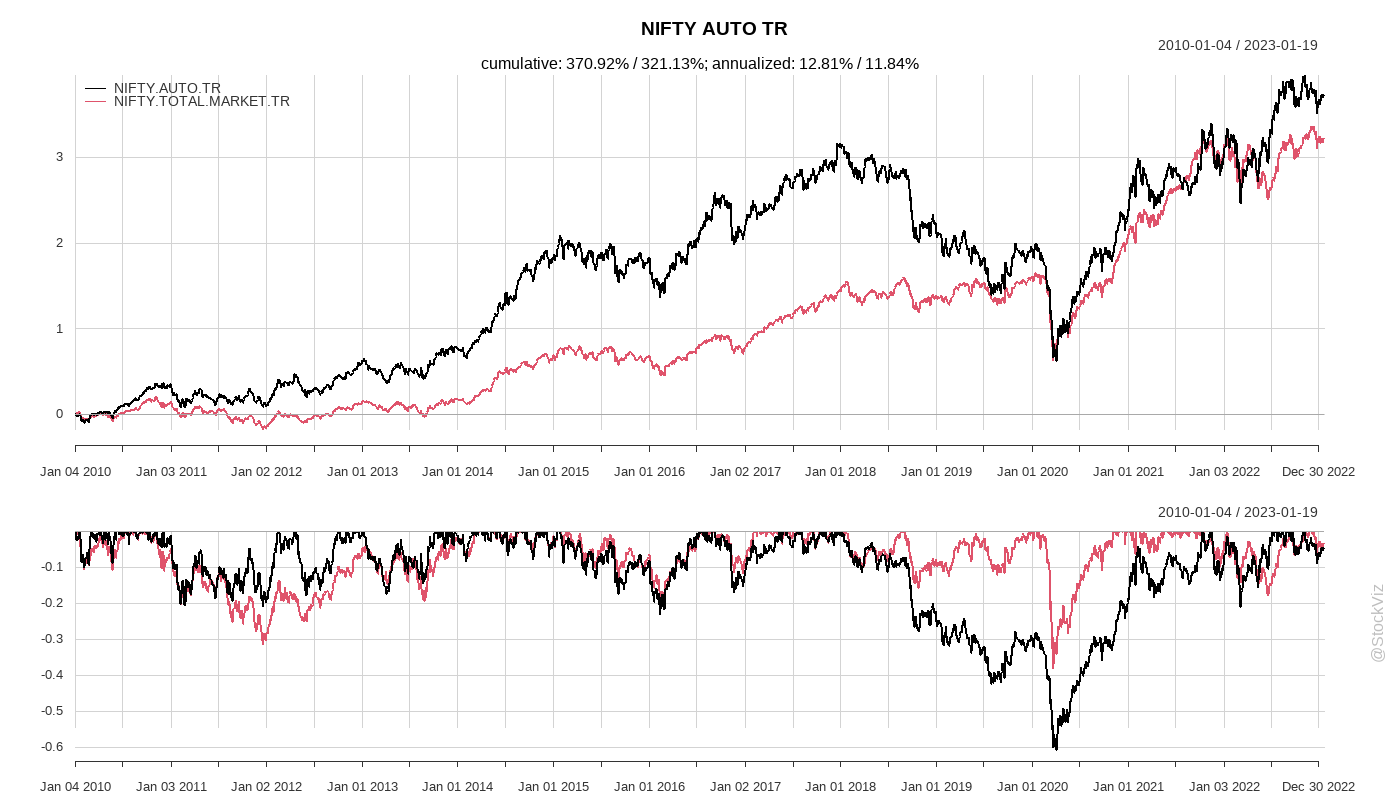 NIFTY AUTO TR
2010-01-04 / 2023-01-19
cumulative: 370.92% / 321.13%; annualized: 12.81% / 11.84%
NIFTY.AUTO.TR
NIFTY.TOTAL.MARKET.TR
3
2
1
0
Jan 04 2010 Jan 03 2011 Jan 02 2012 Jan 01 2013 Jan 01 2014 Jan 01 2015 Jan 01 2016 Jan 02 2017 Jan 01 2018 Jan 01 2019 Jan 01 2020 Jan 01 2021 Jan 03 2022 Dec 30 2022
2010-01-04 / 2023-01-19
-0.1
-0.2
-0.3
-0.4
-0.5
-0.6
Jan 04 2010 Jan 03 2011 Jan 02 2012 Jan 01 2013 Jan 01 2014 Jan 01 2015 Jan 01 2016 Jan 02 2017 Jan 01 2018 Jan 01 2019 Jan 01 2020 Jan 01 2021 Jan 03 2022 Dec 30 2022
@StockViz